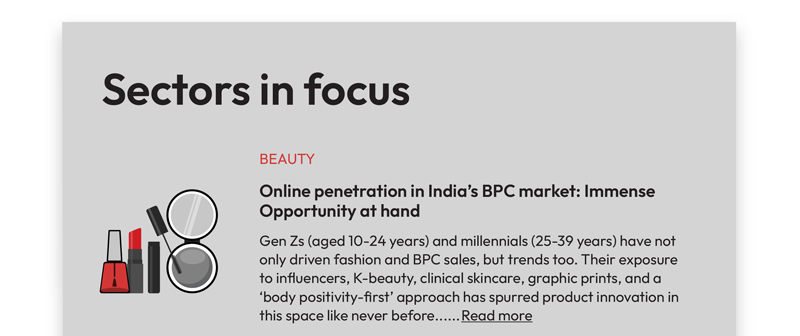 Sectors in focus
BEAUTY
Online penetration in India’s BPC market: Immense
Opportunity at hand
Gen Zs (aged 10-24 years) and millennials (25-39 years) have not
only driven fashion and BPC sales, but trends too. Their exposure
to influencers, K-beauty, clinical skincare, graphic prints, and a
‘body positivity-first’ approach has spurred product innovation in
this space like never before......Read more